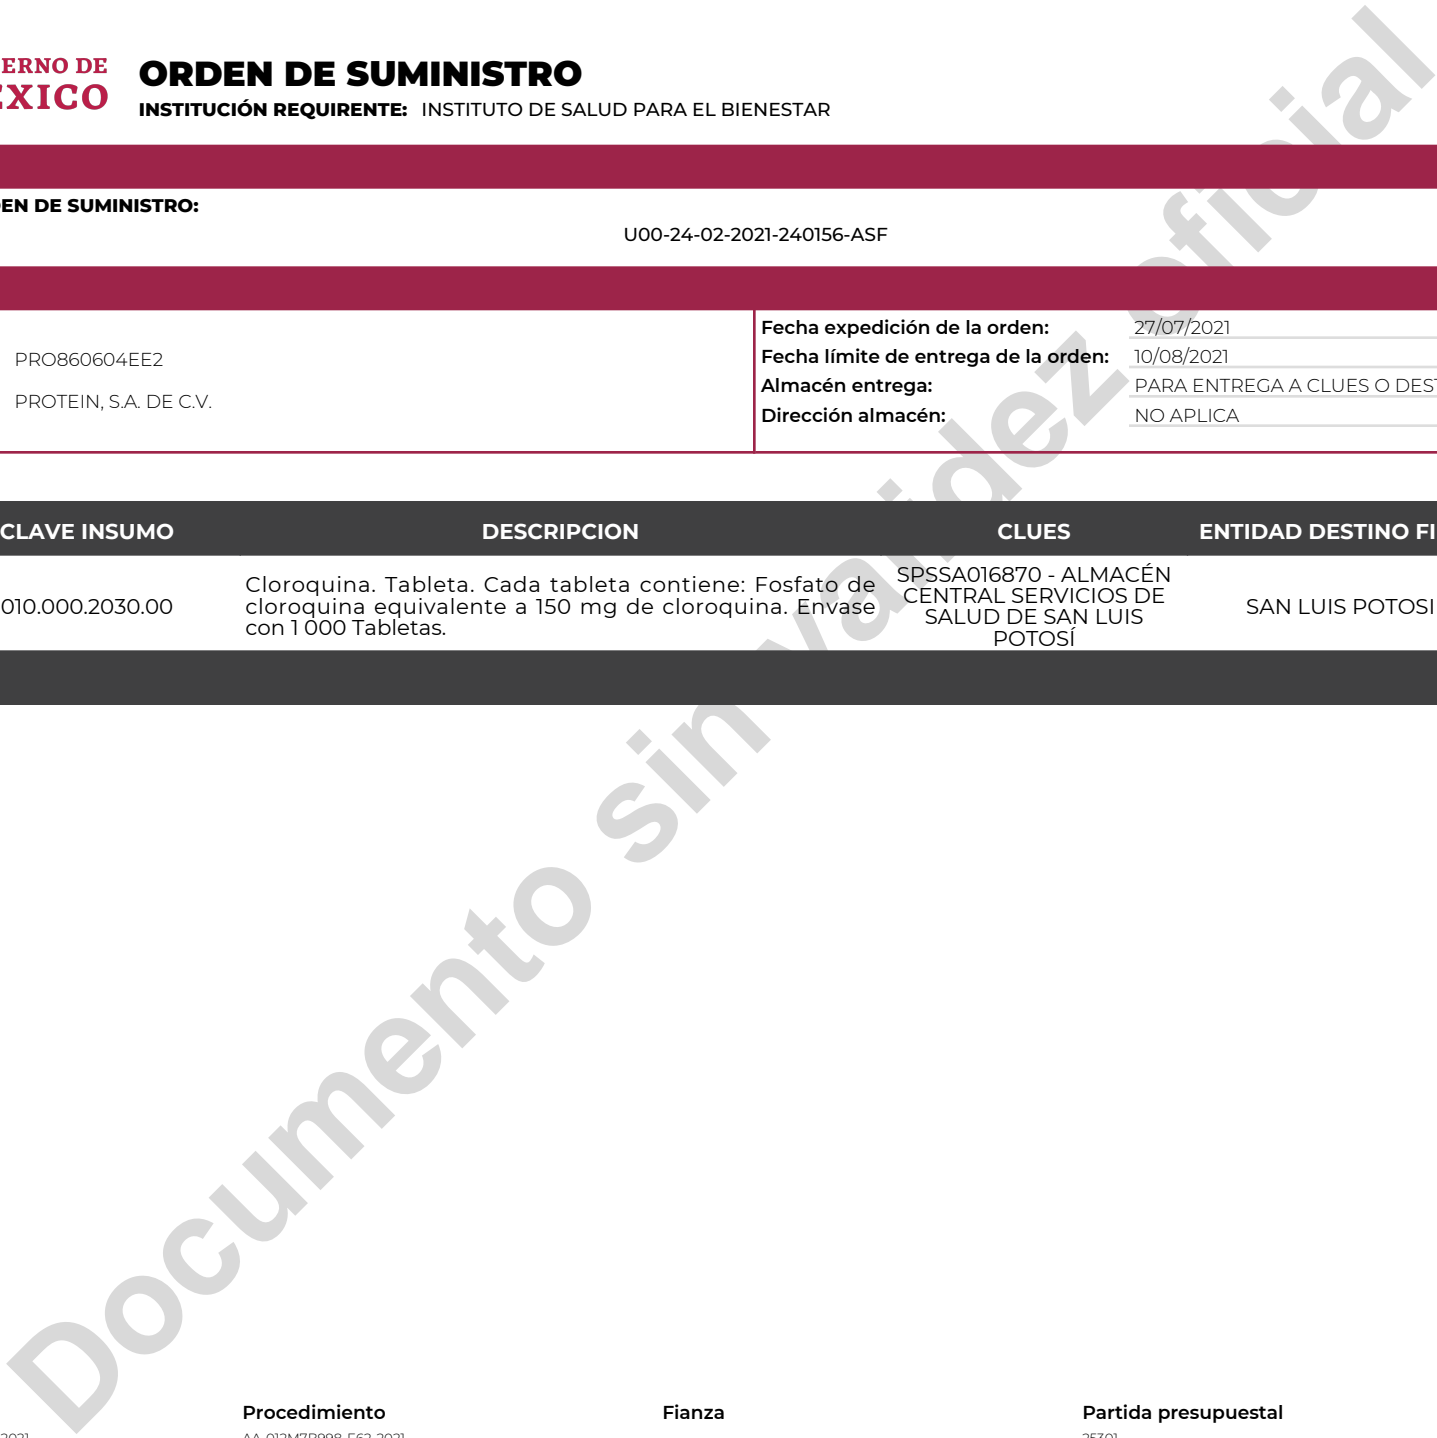 ERNO DE
ÉXICO
ORDEN DE SUMINISTRO
INSTITUCIÓN REQUIRENTE: INSTITUTO DE SALUD PARA EL BIENESTAR
EN DE SUMINISTRO:
U00-24-02-2021-240156-ASF
PRO860604EE2
PROTEIN, S.A. DE C.V.
Fecha expedición de la orden: 27/07/2021
Fecha límite de entrega de la orden: 10/08/2021
Almacén entrega: PARA ENTREGA A CLUES O DEST
Dirección almacén: NO APLICA
CLAVE INSUMO DESCRIPCION CLUES ENTIDAD DESTINO FI
010.000.2030.00
Cloroquina. Tableta. Cada tableta contiene: Fosfato de
cloroquina equivalente a 150 mg de cloroquina. Envase
con 1 000 Tabletas.
SPSSA016870 - ALMACÉN
CENTRAL SERVICIOS DE
SALUD DE SAN LUIS
POTOSÍ
SAN LUIS POTOSI
Documento sin validez oficial
Procedimiento Fianza Partida presupuestal